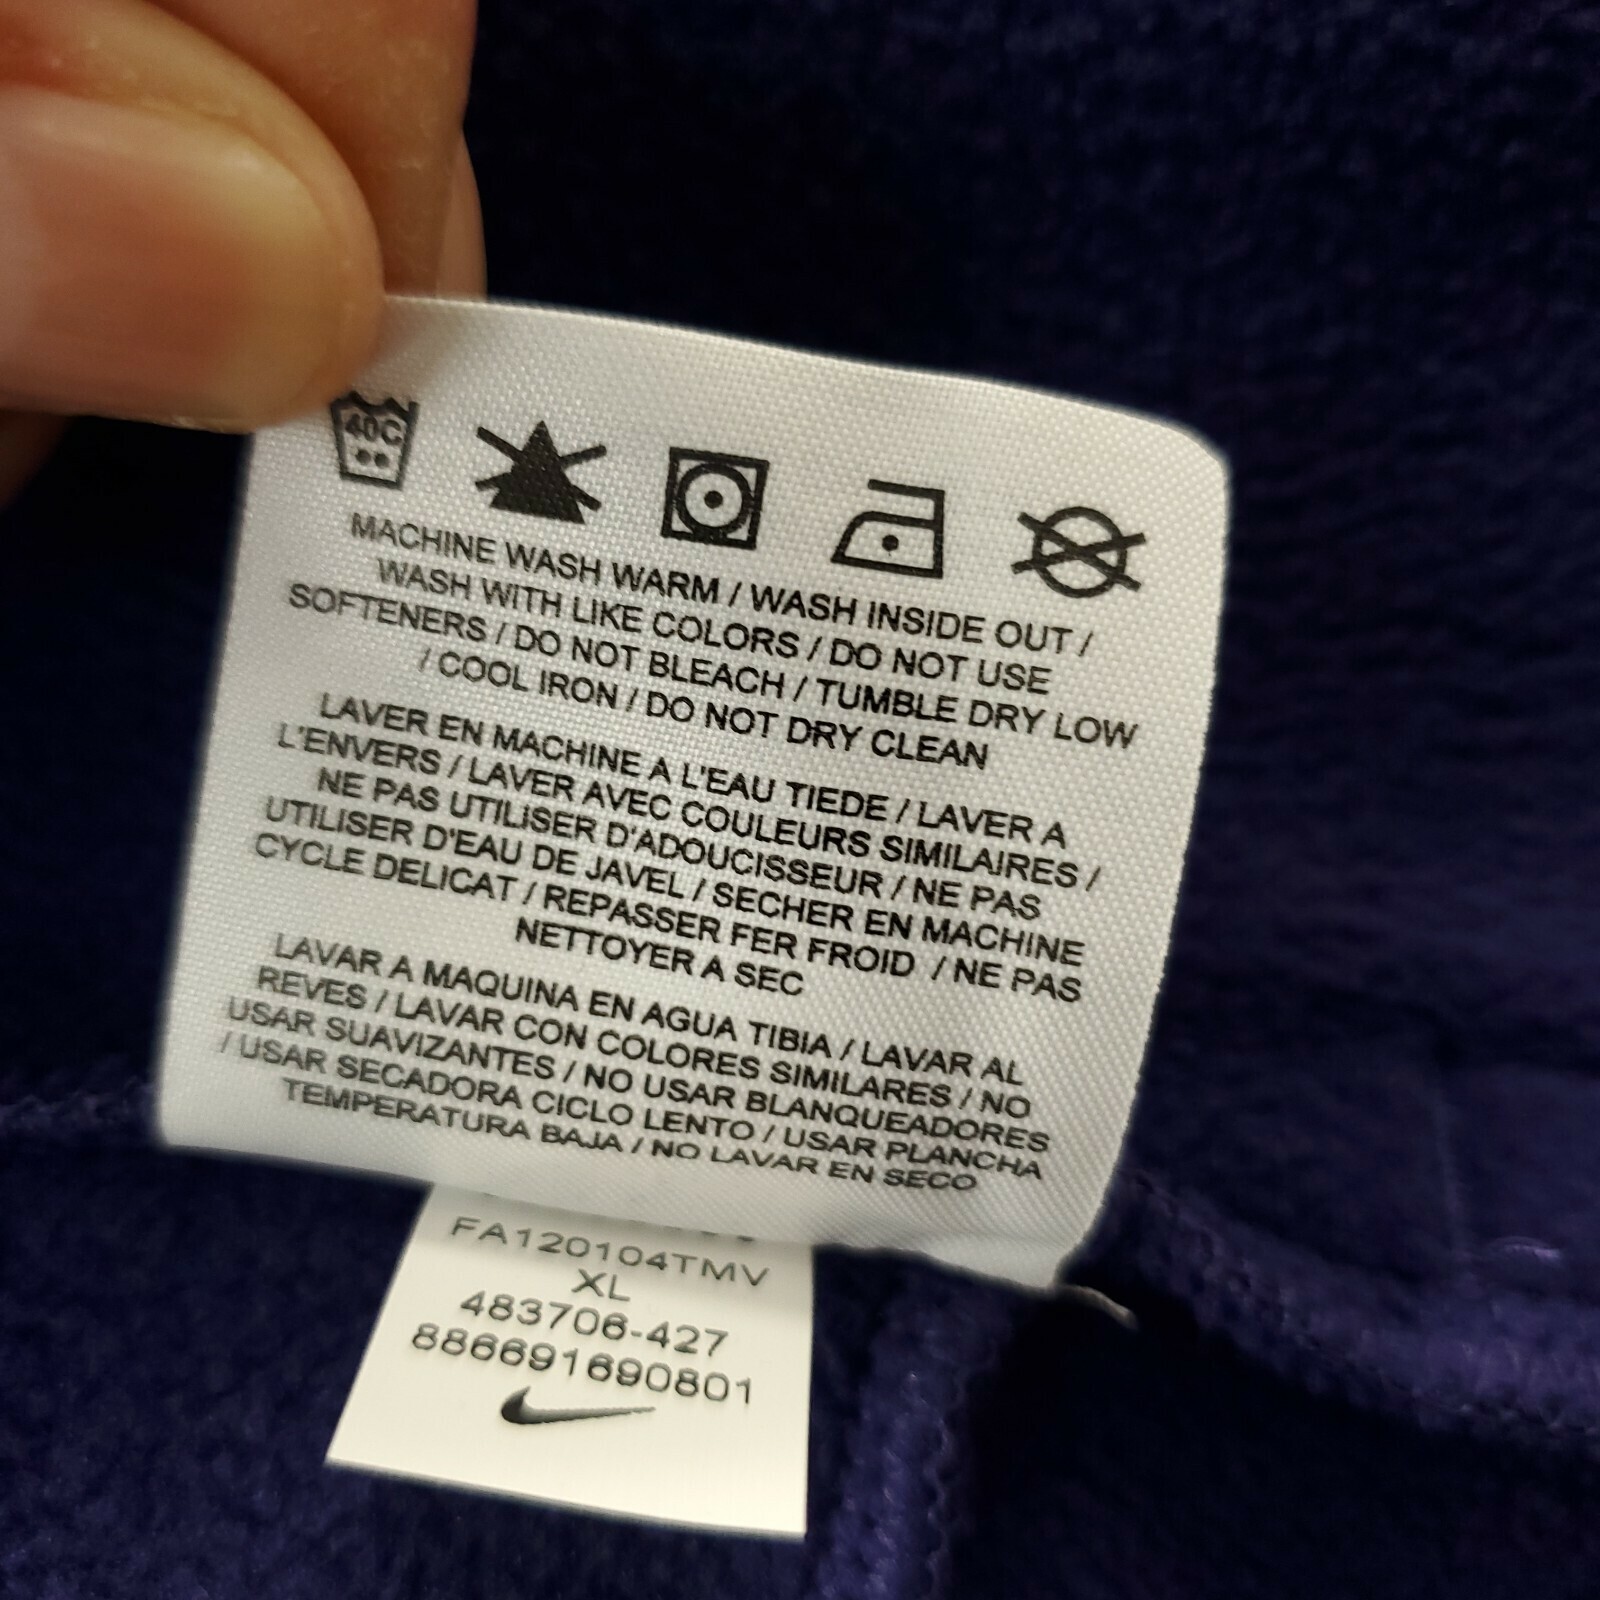 40C
MACHINE WASH WARM / WASH INSIDE OUT /
WASH WITH LIKE COLORS / DO NOT USE
SOFTENERS / DO NOT BLEACH / TUMBLE DRY LOW
/ COOL IRON / DO NOT DRY CLEAN
LAVER EN MACHINE A L'EAU TIEDE / LAVER A
L'ENVERS / LAVER AVEC COULEURS SIMILAIRES /
NE PAS UTILISER D'ADOUCISSEUR / NE PAS
UTILISER D'EAU DE JAVEL / SECHER EN MACHINE
CYCLE DELICAT / REPASSER FER FROID / NE PAS
NETTOYER A SEC
LAVAR A MAQUINA EN AGUA TIBIA / LAVAR AL
REVES / LAVAR CON COLORES SIMILARES / NO
USAR SUAVIZANTES / NO USAR BLANQUEADORES
/ USAR SECADORA CICLO LENTO / USAR PLANCHA
TEMPERATURA BAJA / NO LAVAR EN SECO
FA120104TMV
XL
483706-427
886691690801